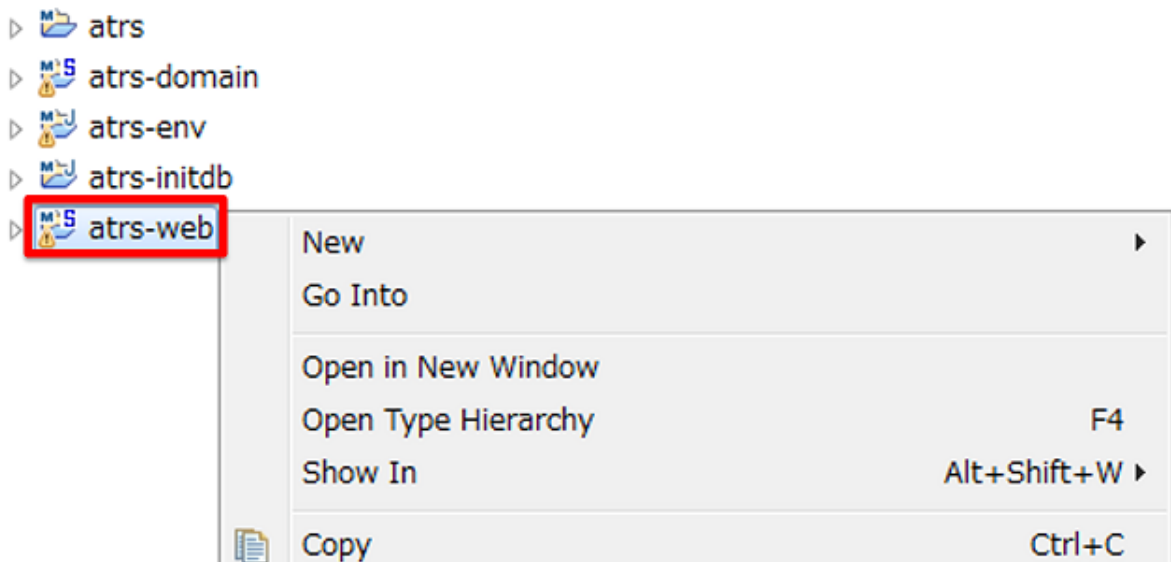 atrs
atrs-domain
atrs-env
atrs-initdb
atrs-web
New
Go Into
Open in New Window
Open Type Hierarchy F4
Show In Alt+Shift+W
Copy Ctrl+C